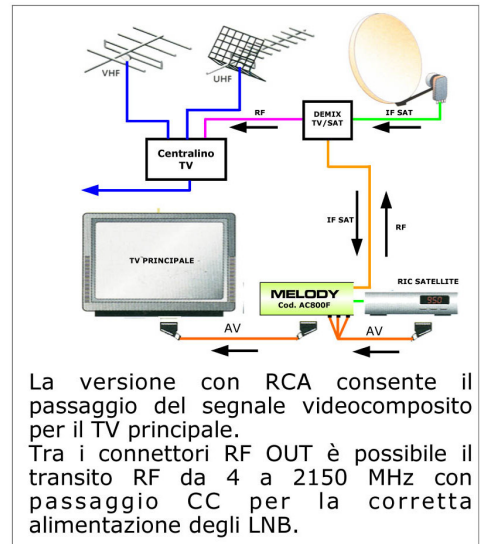 VHF
UHF
RF
DEMIX
TV/SAT
IF SAT
Centralino
TV
IF SAT
RF
TV PRINCIPALE
MELODY
Cod. AC800F
RIC SATELLITE
950
AV
AV
La versione con RCA consente il
passaggio del segnale videocomposito
per il TV principale.
Tra i connettori RF OUT è possibile il
transito RF da 4 a 2150 MHz con
passaggio CC per la corretta
alimentazione degli LNB.